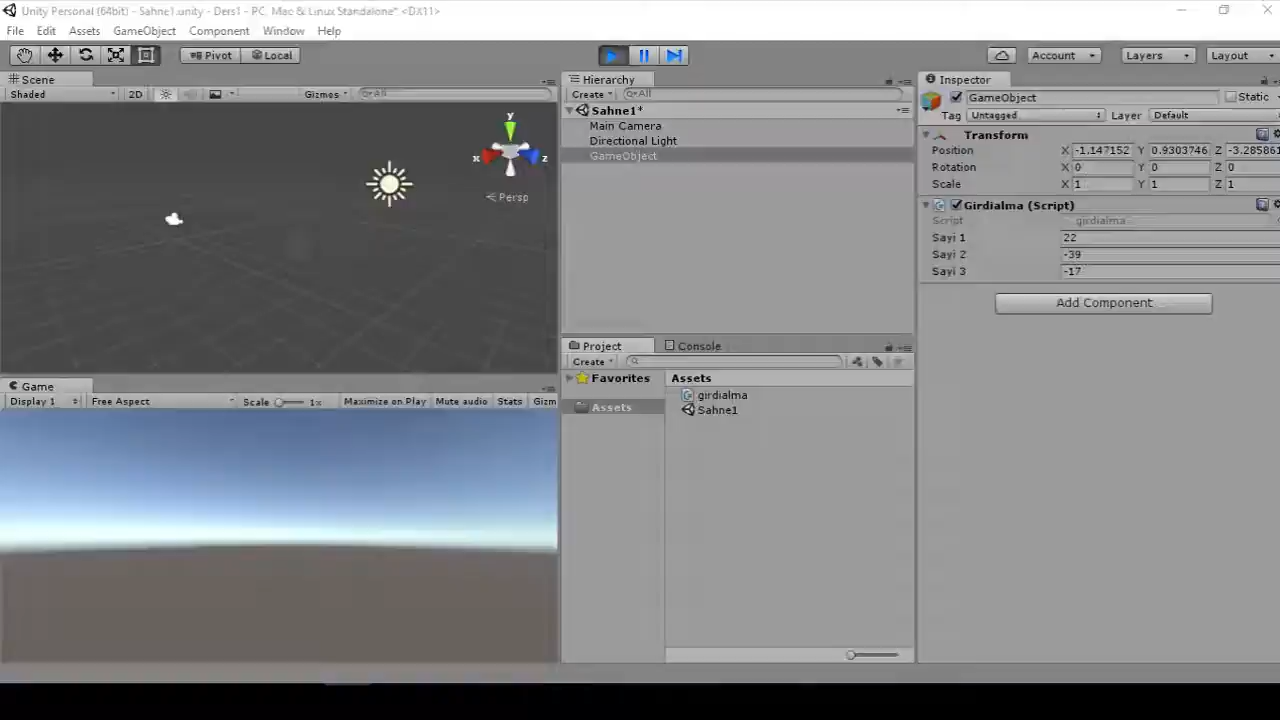 Unity Personal (64bit) - Sahne1.unity - Ders1 - PC, Mac & Linux Standalone* <DX11>
File Edit Assets GameObject Component Window Help
Pivot Local Account Layers Layout
Scene
Shaded 2D Gizmos All
y
x z
Persp
Game
Display 1 Free Aspect Scale 1x Maximize on Play Mute audio Stats Gizm
Hierarchy
Create All
Sahne1*
Main Camera
Directional Light
GameObject
Project Console
Create
Favorites
Assets
Assets
girdialma
Sahne1
Inspector
GameObject Static
Tag Untagged Layer Default
Transform
Position X -1.147152 Y 0.9303746 Z -3.285861
Rotation X 0 Y 0 Z 0
Scale X 1 Y 1 Z 1
Girdialma (Script)
Script girdialma
Sayi 1 22
Sayi 2 -39
Sayi 3 -17
Add Component